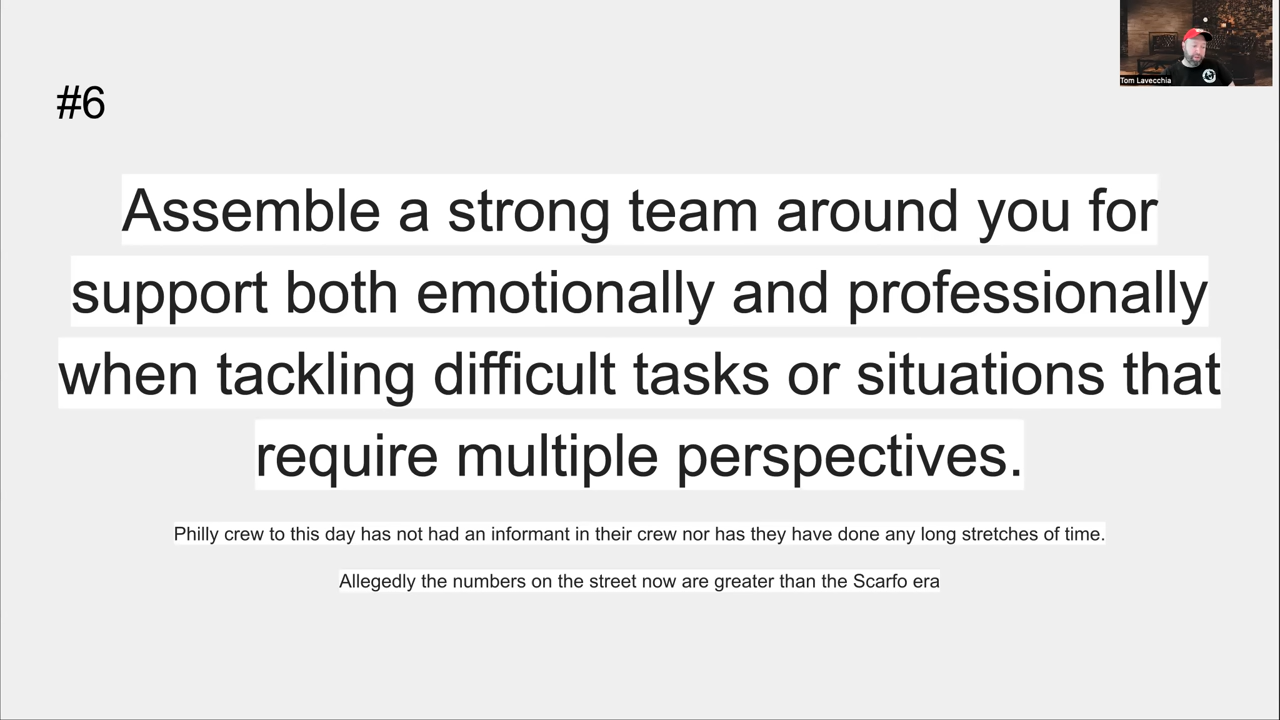 #6
Assemble a strong team around you for
support both emotionally and professionally
when tackling difficult tasks or situations that
require multiple perspectives.
Philly crew to this day has not had an informant in their crew nor has they have done any long stretches of time.
Allegedly the numbers on the street now are greater than the Scarfo era
Tom Lavecchia